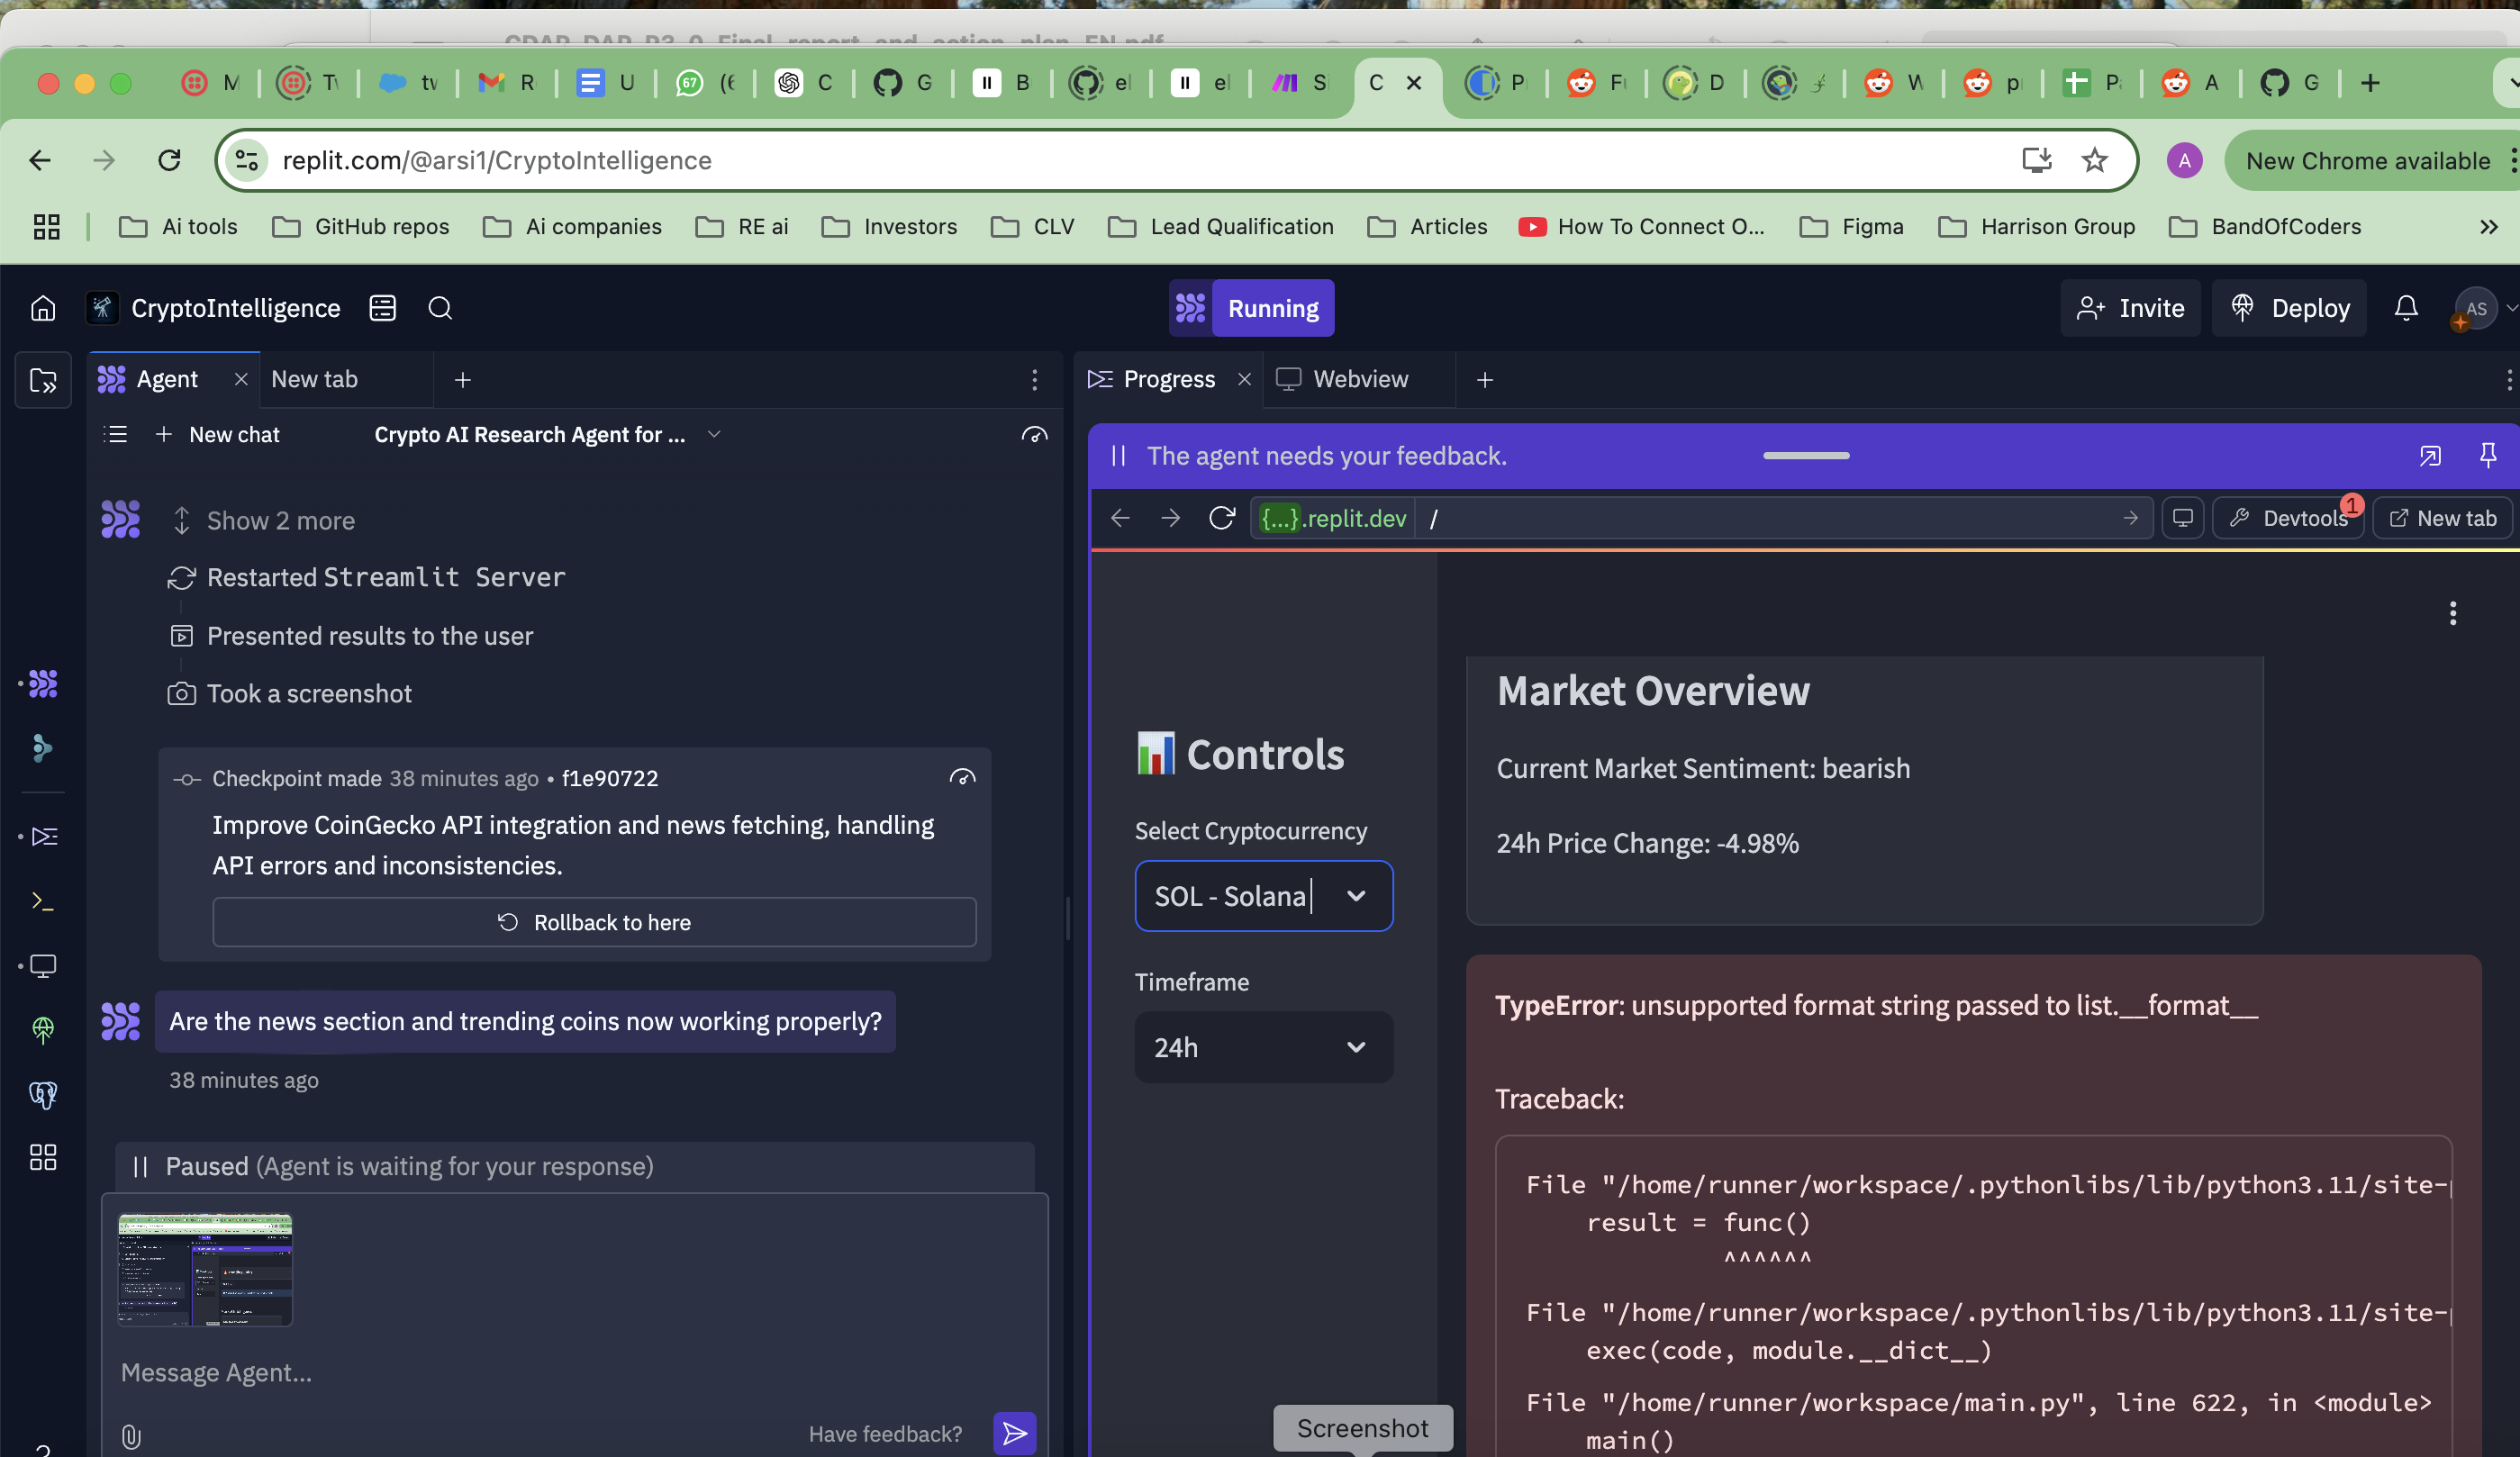 M
Tv
tv
R
U
67
(6
C
G
B
el
el
S
C
P
Fu
D
W
p
P
A
G
replit.com/@arsi1/CryptoIntelligence
A
New Chrome available
Ai tools
GitHub repos
Ai companies
RE ai
Investors
CLV
Lead Qualification
Articles
How To Connect O...
Figma
Harrison Group
BandOfCoders
CryptoIntelligence
Running
Invite
Deploy
AS
Agent
New tab
New chat
Crypto AI Research Agent for ...
Show 2 more
Restarted Streamlit Server
Presented results to the user
Took a screenshot
Checkpoint made 38 minutes ago • f1e90722
Improve CoinGecko API integration and news fetching, handling
API errors and inconsistencies.
Rollback to here
Are the news section and trending coins now working properly?
38 minutes ago
Paused (Agent is waiting for your response)
Message Agent...
Have feedback?
Progress
Webview
The agent needs your feedback.
{...}.replit.dev
/
Devtools
1
New tab
Controls
Select Cryptocurrency
SOL - Solana
Timeframe
24h
Market Overview
Current Market Sentiment: bearish
24h Price Change: -4.98%
TypeError: unsupported format string passed to list.__format__
Traceback:
File "/home/runner/workspace/.pythonlibs/lib/python3.11/site-
result = func()
^^^^^^
File "/home/runner/workspace/.pythonlibs/lib/python3.11/site-
exec(code, module.__dict__)
File "/home/runner/workspace/main.py", line 622, in <module>
main()
Screenshot